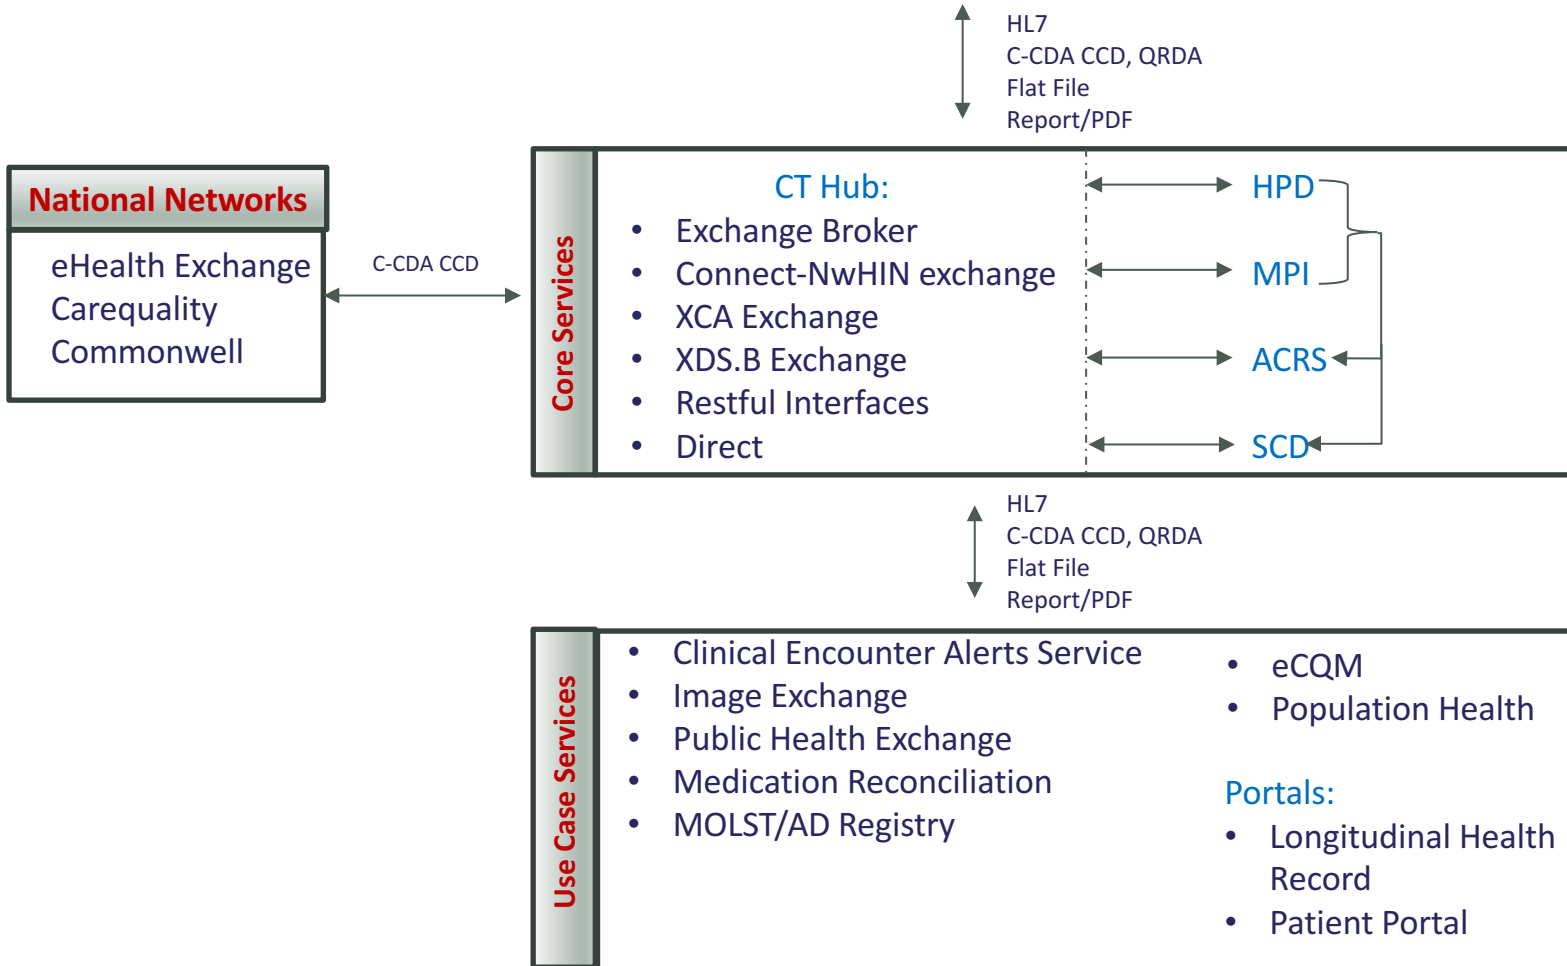 HL7
C-CDA CCD, QRDA
Flat File
Report/PDF
National Networks
eHealth Exchange
Carequality
Commonwell
C-CDA CCD
Core Services
CT Hub:
• Exchange Broker
• Connect-NwHIN exchange
• XCA Exchange
• XDS.B Exchange
• Restful Interfaces
• Direct
HPD
MPI
ACRS
SCD
HL7
C-CDA CCD, QRDA
Flat File
Report/PDF
Use Case Services
• Clinical Encounter Alerts Service
• Image Exchange
• Public Health Exchange
• Medication Reconciliation
• MOLST/AD Registry
• eCQM
• Population Health
Portals:
• Longitudinal Health
Record
• Patient Portal